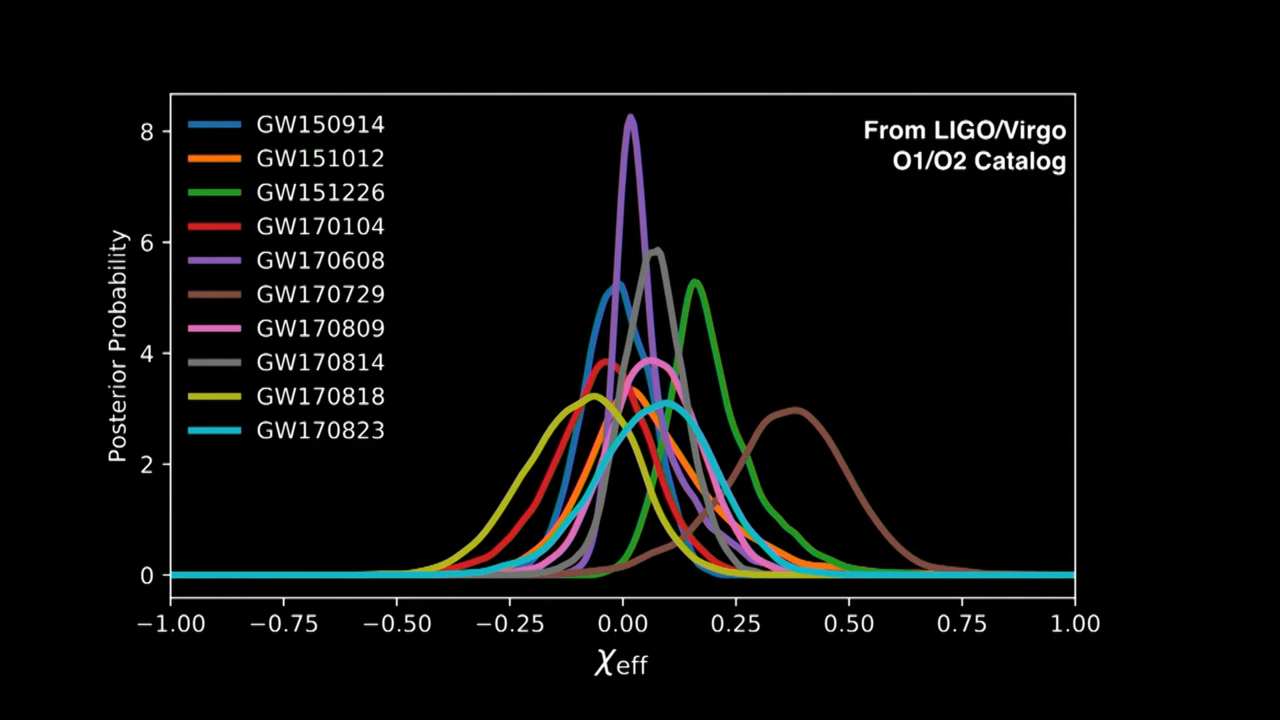 From LIGO/Virgo
O1/O2 Catalog
GW150914
GW151012
GW151226
GW170104
GW170608
GW170729
GW170809
GW170814
GW170818
GW170823
Posterior Probability
8
6
4
2
0
−1.00 −0.75 −0.50 −0.25 0.00 0.25 0.50 0.75 1.00
χeff